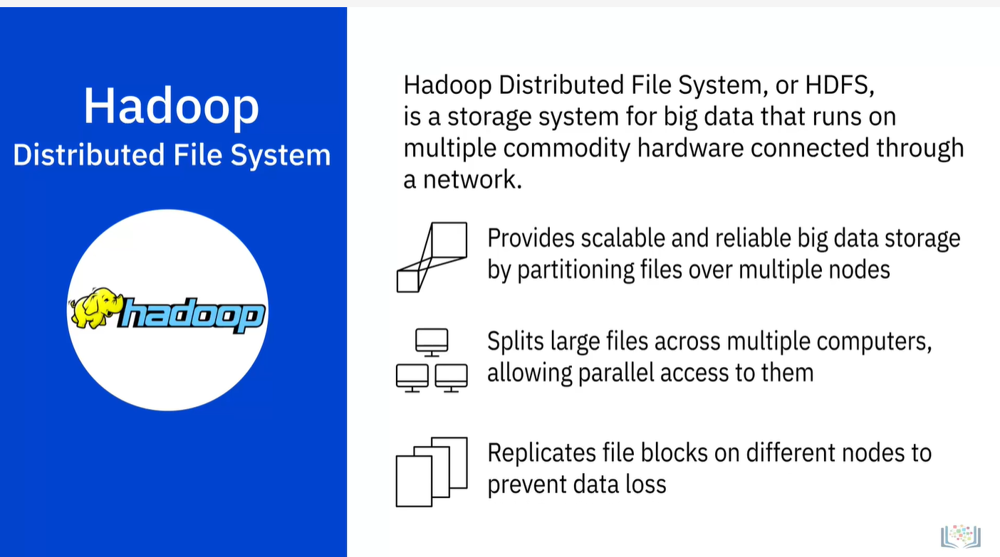 Hadoop
Distributed File System
hadoop
Hadoop Distributed File System, or HDFS,
is a storage system for big data that runs on
multiple commodity hardware connected through
a network.
Provides scalable and reliable big data storage
by partitioning files over multiple nodes
Splits large files across multiple computers,
allowing parallel access to them
Replicates file blocks on different nodes to
prevent data loss